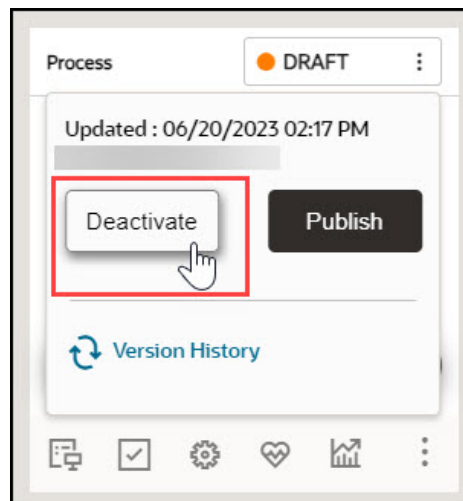 Process
DRAFT
Updated : 06/20/2023 02:17 PM
Deactivate
Publish
Version History